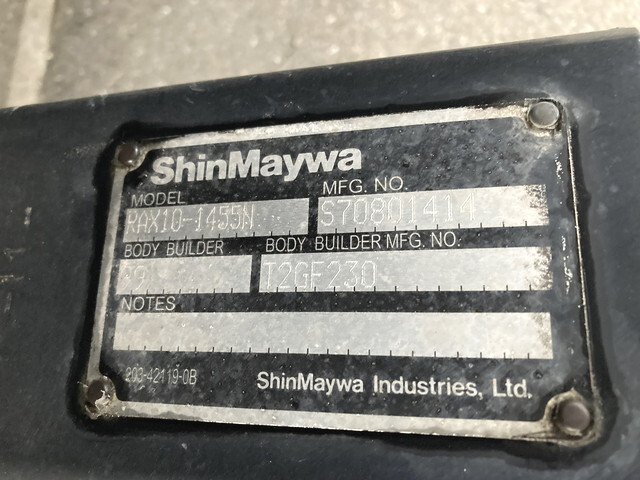 ShinMaywa
MODEL MFG. NO.
RAX10-1455N S70801414
BODY BUILDER BODY BUILDER MFG. NO.
T2GF230
NOTES
203-42119-0B ShinMaywa Industries, Ltd.